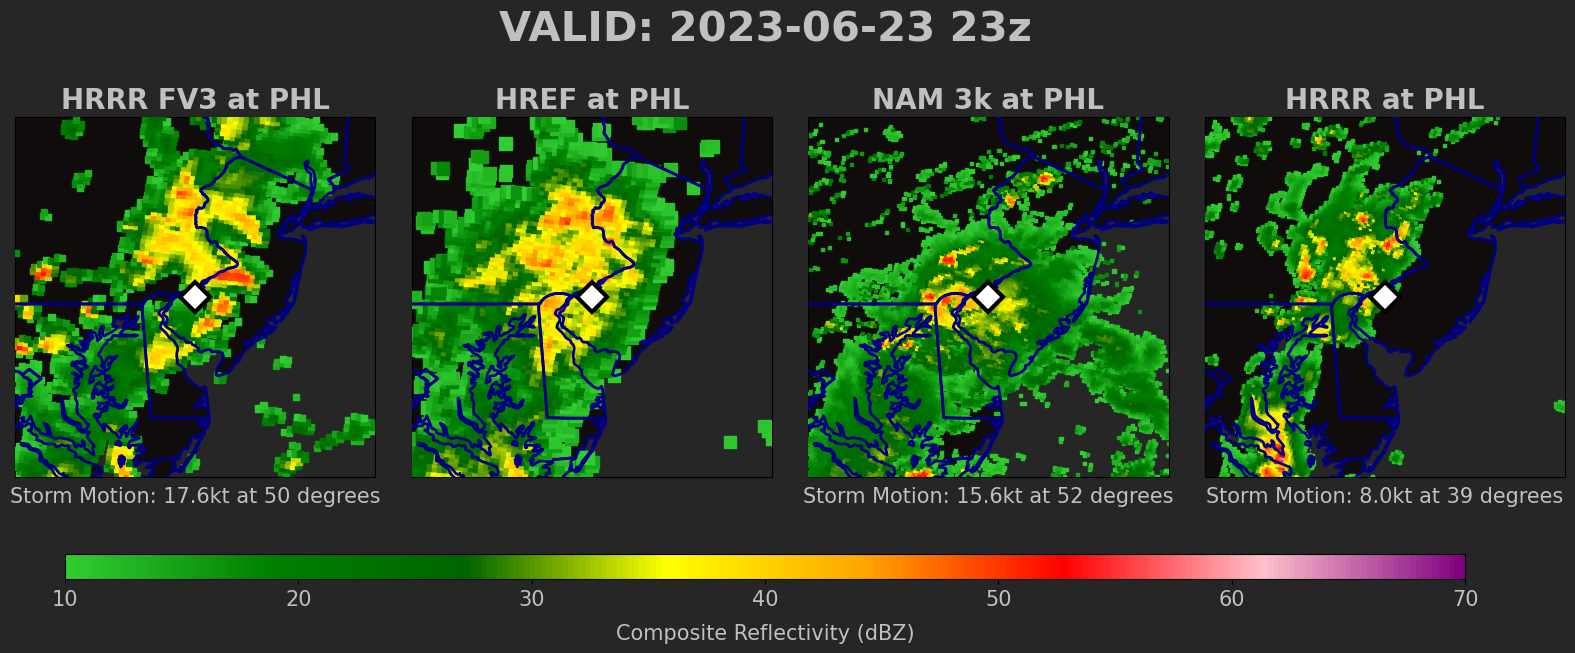 VALID: 2023-06-23 23z
HRRR FV3 at PHL
HREF at PHL
NAM 3k at PHL
HRRR at PHL
Storm Motion: 17.6kt at 50 degrees
Storm Motion: 15.6kt at 52 degrees
Storm Motion: 8.0kt at 39 degrees
10 20 30 40 50 60 70
Composite Reflectivity (dBZ)